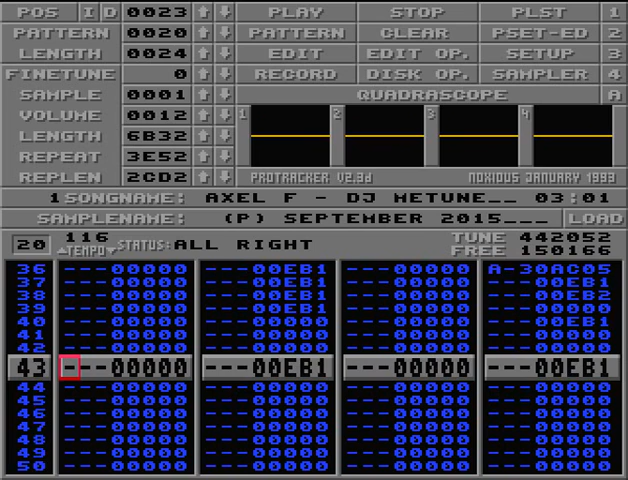 POS I D 0023 PLAY STOP PLST 1
PATTERN 0020 PATTERN CLEAR PSET-ED 2
LENGTH 0024 EDIT EDIT OP. SETUP 3
FINETUNE 0 RECORD DISK OP. SAMPLER 4
SAMPLE 0001 QUADRASCOPE A
VOLUME 0012 1 2 3 4
LENGTH 6B32
REPEAT 3E52
REPLEN 2CD2 PROTRACKER V2.3d NOXIOUS JANUARY 1993
1 SONGNAME: AXEL F - DJ METUNE__ 03:01
SAMPLENAME: (P) SEPTEMBER 2015___ LOAD
20 116 TEMPO STATUS: ALL RIGHT TUNE 442052
FREE 150166
36 ---00000 ---00EB1 ---00000 A-30AC05
37 ---00000 ---00EB1 ---00000 ---00EB1
38 ---00000 ---00EB1 ---00000 ---00EB2
39 ---00000 ---00EB1 ---00000 ---00000
40 ---00000 ---00000 ---00000 ---00EB1
41 ---00000 ---00000 ---00000 ---00000
42 ---00000 ---00000 ---00000 ---00000
43 ---00000 ---00EB1 ---00000 ---00EB1
44 ---00000 ---00000 ---00000 ---00000
45 ---00000 ---00000 ---00000 ---00000
46 ---00000 ---00000 ---00000 ---00000
47 ---00000 ---00000 ---00000 ---00000
48 ---00000 ---00000 ---00000 ---00000
49 ---00000 ---00000 ---00000 ---00000
50 ---00000 ---00000 ---00000 ---00000